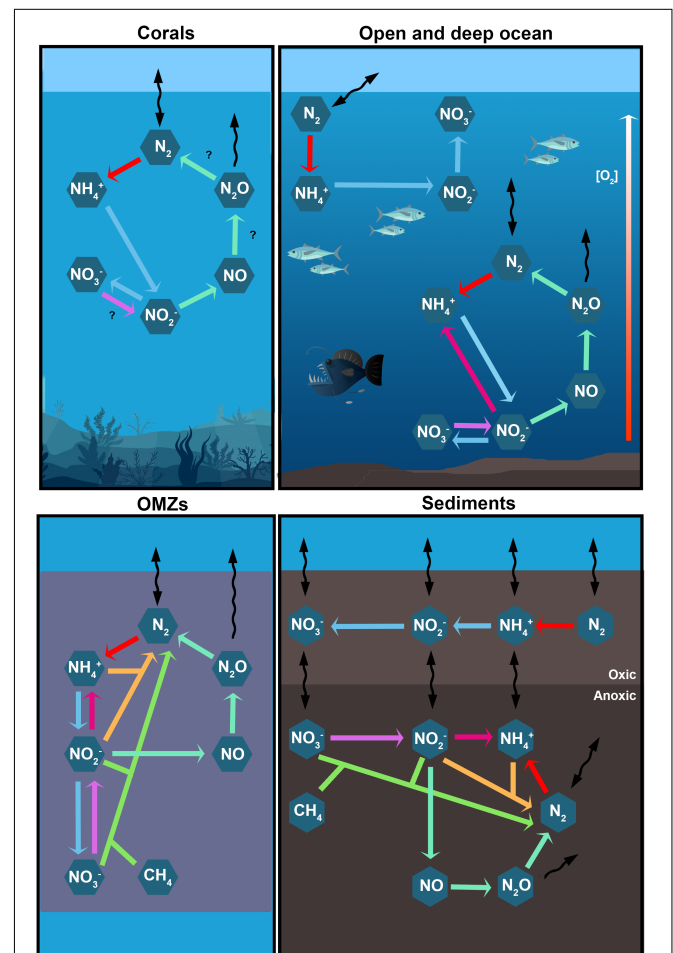 Corals
N₂
?
NH₄⁺
N₂O
?
NO₃⁻
NO
?
NO₂⁻
Open and deep ocean
N₂
NO₃⁻
[O₂]
NH₄⁺
NO₂⁻
N₂
NH₄⁺
N₂O
NO
NO₃⁻
NO₂⁻
OMZs
N₂
NH₄⁺
N₂O
NO₂⁻
NO
NO₃⁻
CH₄
Sediments
NO₃⁻
NO₂⁻
NH₄⁺
N₂
Oxic
Anoxic
NO₃⁻
NO₂⁻
NH₄⁺
CH₄
N₂
NO
N₂O